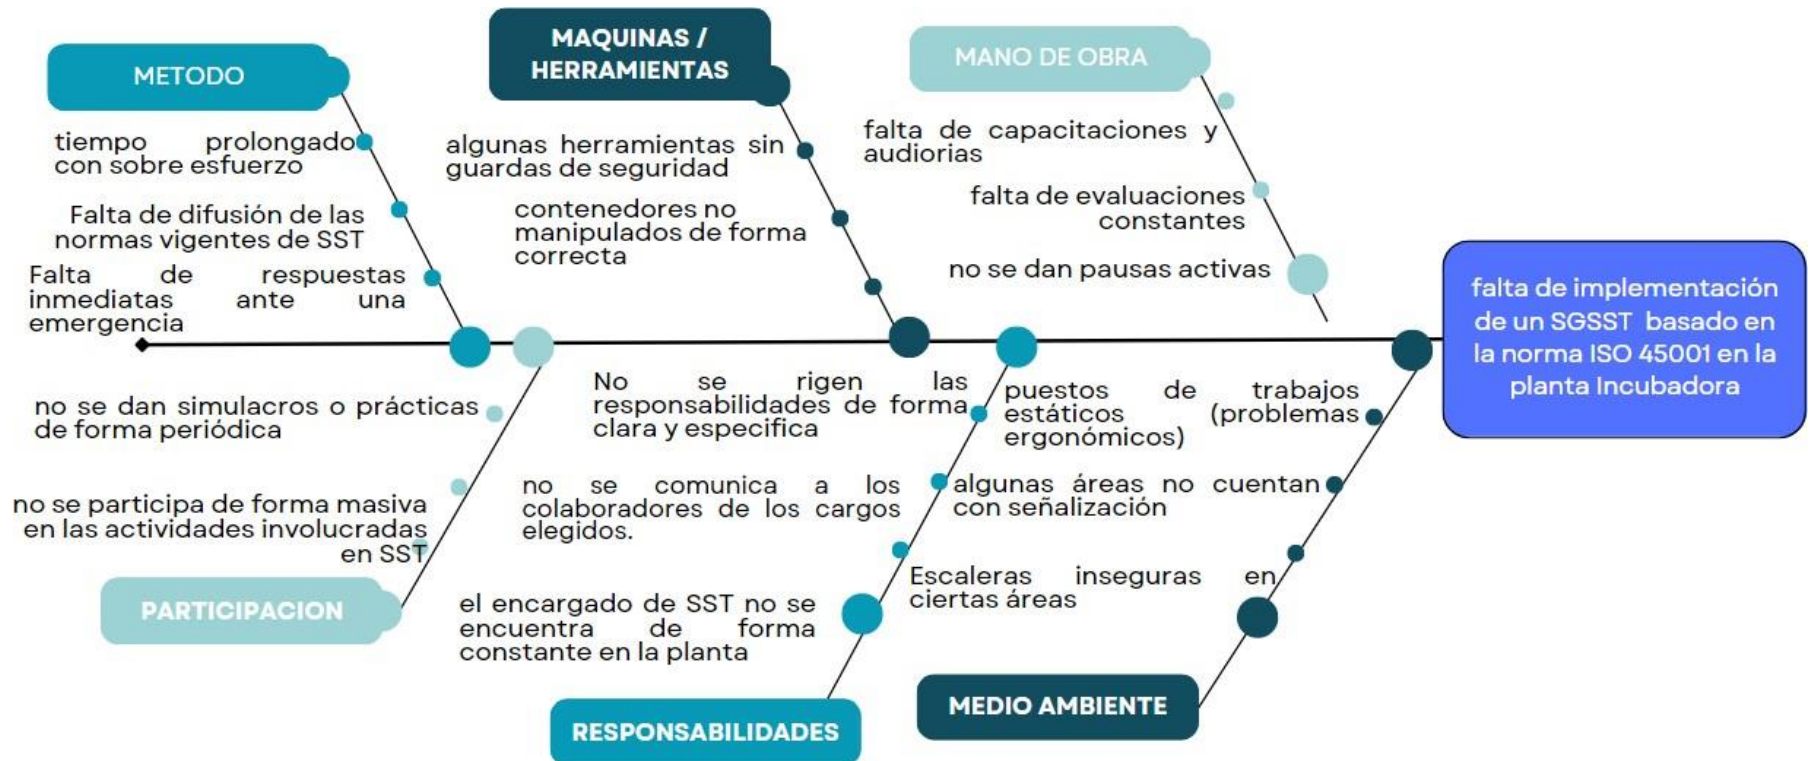 METODO
tiempo prolongado
con sobre esfuerzo
Falta de difusión de las
normas vigentes de SST
Falta de respuestas
inmediatas ante una
emergencia
MAQUINAS /
HERRAMIENTAS
algunas herramientas sin
guardas de seguridad
contenedores no
manipulados de forma
correcta
MANO DE OBRA
falta de capacitaciones y
audiorias
falta de evaluaciones
constantes
no se dan pausas activas
falta de implementación
de un SGSST basado en
la norma ISO 45001 en la
planta Incubadora
no se dan simulacros o prácticas
de forma periódica
no se participa de forma masiva
en las actividades involucradas
en SST
PARTICIPACION
No se rigen las
responsabilidades de forma
clara y especifica
no se comunica a los
colaboradores de los cargos
elegidos.
el encargado de SST no se
encuentra de forma
constante en la planta
RESPONSABILIDADES
puestos de trabajos
estáticos (problemas
ergonómicos)
algunas áreas no cuentan
con señalización
Escaleras inseguras en
ciertas áreas
MEDIO AMBIENTE